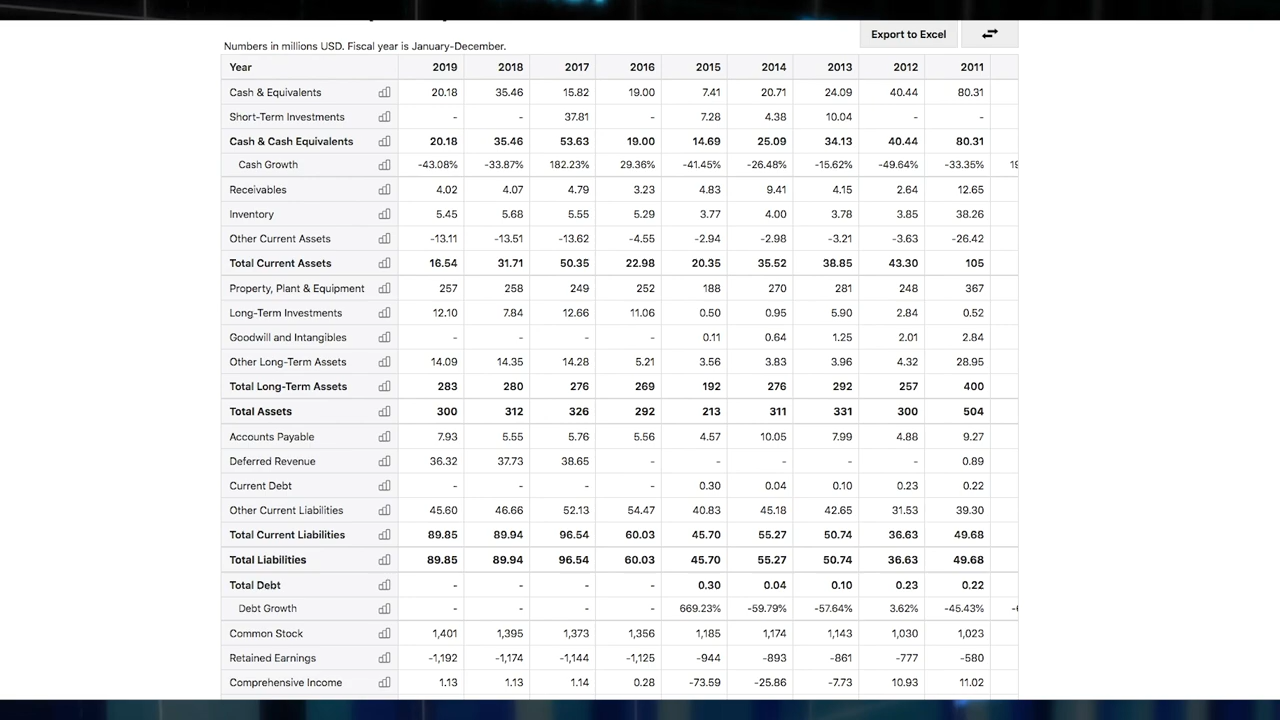 Export to Excel
Numbers in millions USD. Fiscal year is January-December.
Year 2019 2018 2017 2016 2015 2014 2013 2012 2011
Cash & Equivalents 20.18 35.46 15.82 19.00 7.41 20.71 24.09 40.44 80.31
Short-Term Investments - - 37.81 - 7.28 4.38 10.04 - -
Cash & Cash Equivalents 20.18 35.46 53.63 19.00 14.69 25.09 34.13 40.44 80.31
Cash Growth -43.08% -33.87% 182.23% 29.36% -41.45% -26.48% -15.62% -49.64% -33.35%
Receivables 4.02 4.07 4.79 3.23 4.83 9.41 4.15 2.64 12.65
Inventory 5.45 5.68 5.55 5.29 3.77 4.00 3.78 3.85 38.26
Other Current Assets -13.11 -13.51 -13.62 -4.55 -2.94 -2.98 -3.21 -3.63 -26.42
Total Current Assets 16.54 31.71 50.35 22.98 20.35 35.52 38.85 43.30 105
Property, Plant & Equipment 257 258 249 252 188 270 281 248 367
Long-Term Investments 12.10 7.84 12.66 11.06 0.50 0.95 5.90 2.84 0.52
Goodwill and Intangibles - - - - 0.11 0.64 1.25 2.01 2.84
Other Long-Term Assets 14.09 14.35 14.28 5.21 3.56 3.83 3.96 4.32 28.95
Total Long-Term Assets 283 280 276 269 192 276 292 257 400
Total Assets 300 312 326 292 213 311 331 300 504
Accounts Payable 7.93 5.55 5.76 5.56 4.57 10.05 7.99 4.88 9.27
Deferred Revenue 36.32 37.73 38.65 - - - - - 0.89
Current Debt - - - - 0.30 0.04 0.10 0.23 0.22
Other Current Liabilities 45.60 46.66 52.13 54.47 40.83 45.18 42.65 31.53 39.30
Total Current Liabilities 89.85 89.94 96.54 60.03 45.70 55.27 50.74 36.63 49.68
Total Liabilities 89.85 89.94 96.54 60.03 45.70 55.27 50.74 36.63 49.68
Total Debt - - - - 0.30 0.04 0.10 0.23 0.22
Debt Growth - - - - 669.23% -59.79% -57.64% 3.62% -45.43%
Common Stock 1,401 1,395 1,373 1,356 1,185 1,174 1,143 1,030 1,023
Retained Earnings -1,192 -1,174 -1,144 -1,125 -944 -893 -861 -777 -580
Comprehensive Income 1.13 1.13 1.14 0.28 -73.59 -25.86 -7.73 10.93 11.02